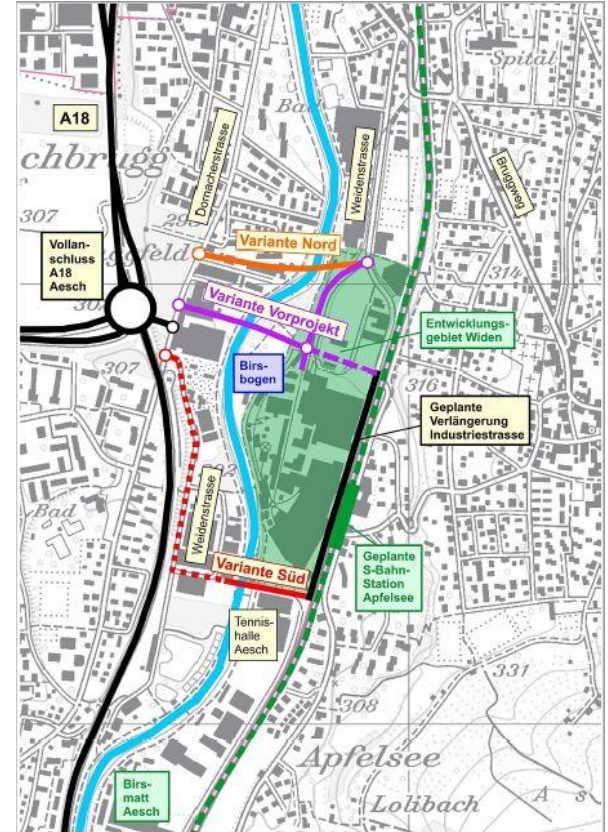 Spital
A18
Bad
chbrugg
Dornacherstrasse
Weidenstrasse
Bruggweg
307
293
Variante Nord
314
Vollan-
schluss
A18
Aesch
Variante Vorprojekt
Entwicklungs-
gebiet Widen
Birs-
bogen
307
316
Geplante
Verlängerung
Industriestrasse
Bad
Weidenstrasse
Variante Süd
Geplante
S-Bahn-
Station
Apfelsee
Tennis-
halle
Aesch
331
308
Apfelsee
Birs-
matt
Aesch
Lolibach
A
s